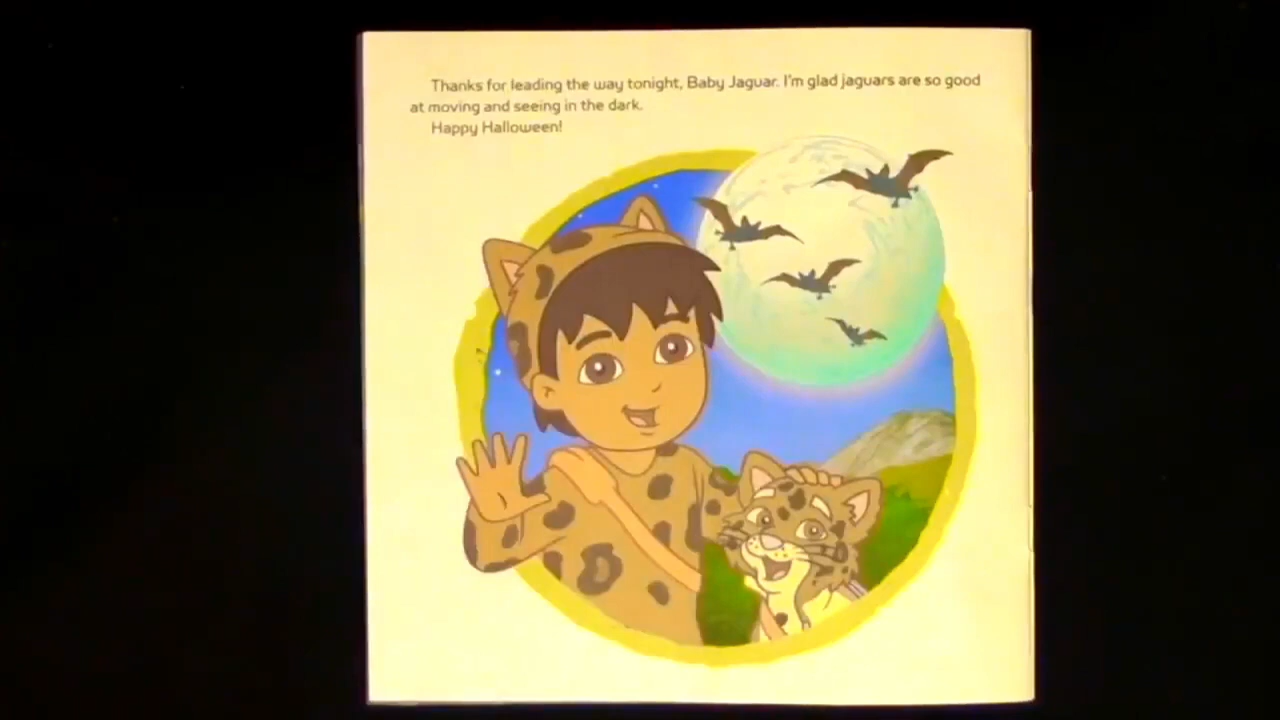 Thanks for leading the way tonight, Baby Jaguar. I'm glad jaguars are so good
at moving and seeing in the dark.
Happy Halloween!